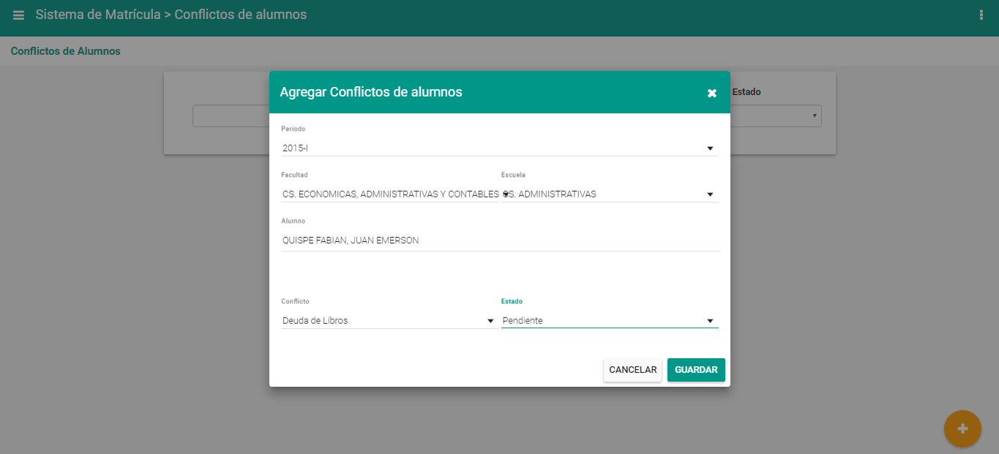 Sistema de Matrícula > Conflictos de alumnos
Conflictos de Alumnos
Agregar Conflictos de alumnos
Estado
Periodo
2015-I
Facultad Escuela
CS. ECONOMICAS, ADMINISTRATIVAS Y CONTABLES CS. ADMINISTRATIVAS
Alumno
QUISPE FABIAN, JUAN EMERSON
Conflicto Estado
Deuda de Libros Pendiente
CANCELAR GUARDAR